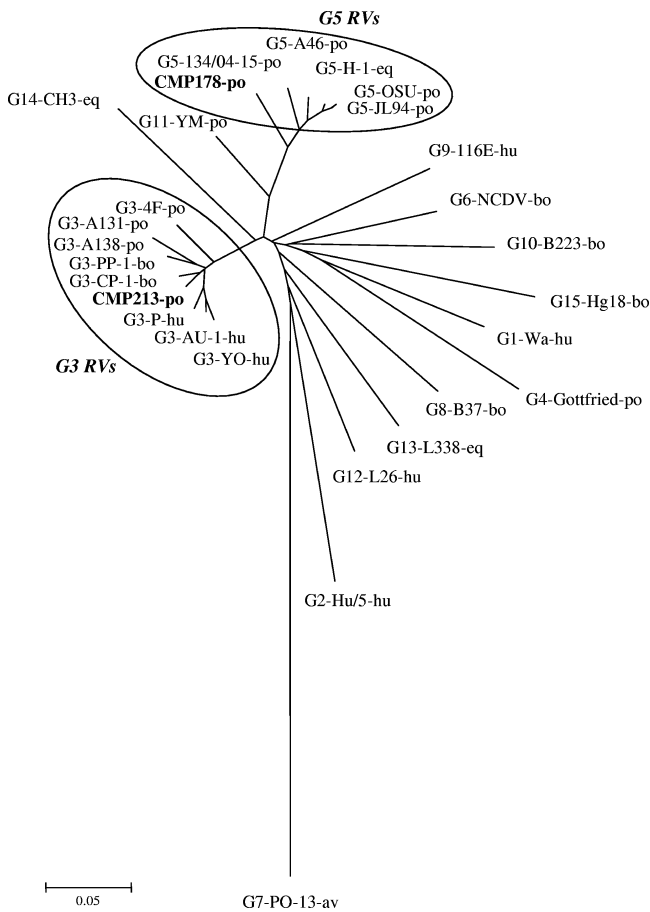 G5 RVs
G5-A46-po
G5-134/04-15-po
G5-H-1-eq
CMP178-po
G5-OSU-po
G14-CH3-eq
G5-JL94-po
G11-YM-po
G9-116E-hu
G6-NCDV-bo
G3-4F-po
G3-A131-po
G3-A138-po
G10-B223-bo
G3-PP-1-bo
G3-CP-1-bo
CMP213-po
G15-Hg18-bo
G3-P-hu
G3-AU-1-hu
G1-Wa-hu
G3-YO-hu
G3 RVs
G4-Gottfried-po
G8-B37-bo
G13-L338-eq
G12-L26-hu
G2-Hu/5-hu
0.05
G7-PO-13-av